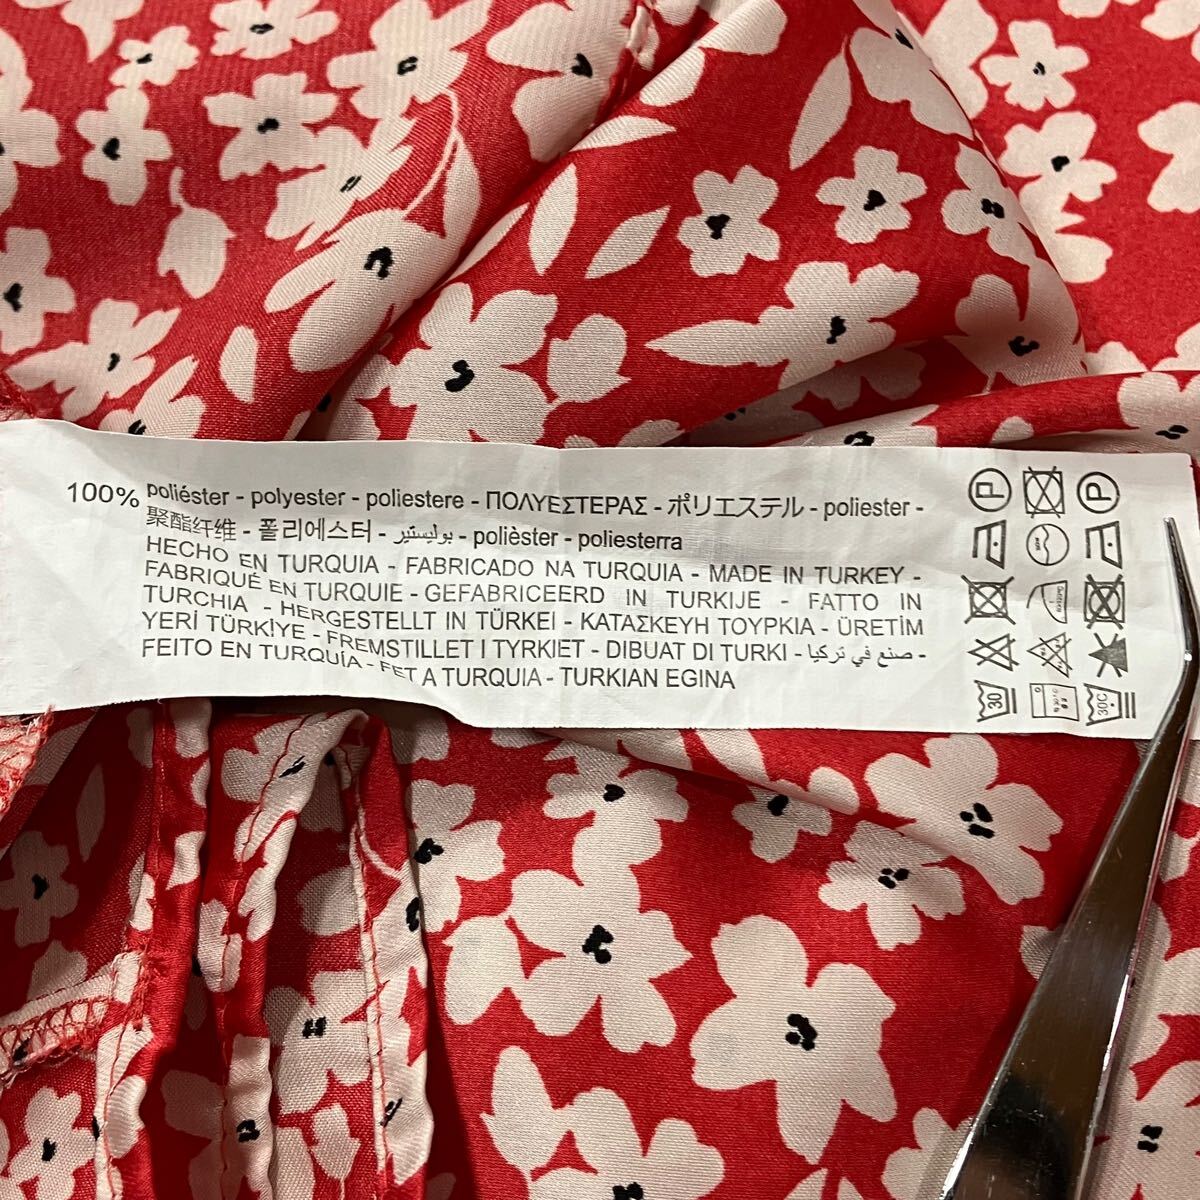 100% poliéster - polyester - poliestere - ΠΟΛΥΕΣΤΕΡΑΣ - ポリエステル - poliester -
聚酯纤维 - 폴리에스터 - بوليستير - polièster - poliesterra
HECHO EN TURQUIA - FABRICADO NA TURQUIA - MADE IN TURKEY -
FABRIQUÉ EN TURQUIE - GEFABRICEERD IN TURKIJE - FATTO IN
TURCHIA - HERGESTELLT IN TÜRKEI - ΚΑΤΑΣΚΕΥΗ ΤΟΥΡΚΙΑ - ÜRETİM
YERİ TÜRKİYE - FREMSTILLET I TYRKIET - DIBUAT DI TURKI - صنع في تركيا -
FEITO EN TURQUÍA - FET A TURQUIA - TURKIAN EGINA
P P
30 30C